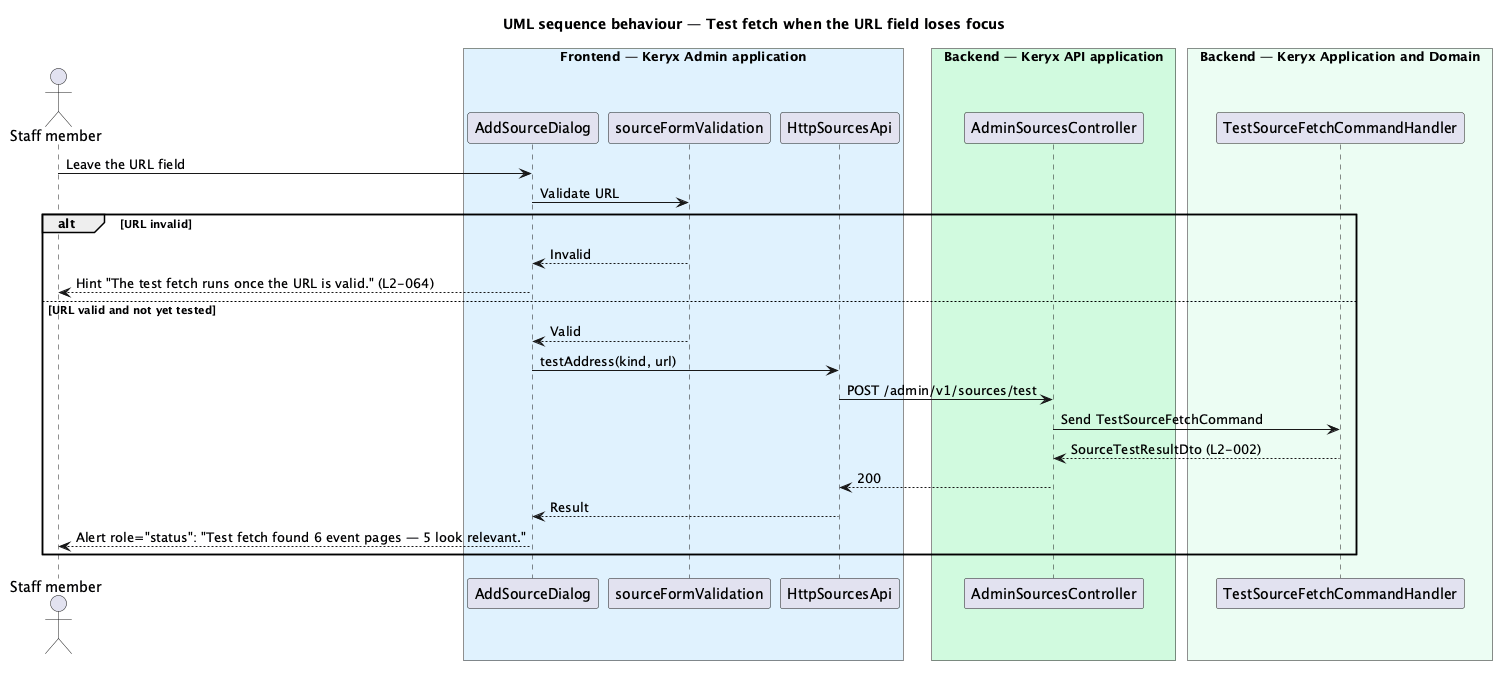 UML sequence behaviour — Test fetch when the URL field loses focus
Frontend — Keryx Admin application
Backend — Keryx API application
Backend — Keryx Application and Domain
Staff member
AddSourceDialog
sourceFormValidation
HttpSourcesApi
AdminSourcesController
TestSourceFetchCommandHandler
Leave the URL field
Validate URL
alt
[URL invalid]
Invalid
Hint "The test fetch runs once the URL is valid." (L2-064)
[URL valid and not yet tested]
Valid
testAddress(kind, url)
POST /admin/v1/sources/test
Send TestSourceFetchCommand
SourceTestResultDto (L2-002)
200
Result
Alert role="status": "Test fetch found 6 event pages — 5 look relevant."
Staff member
AddSourceDialog
sourceFormValidation
HttpSourcesApi
AdminSourcesController
TestSourceFetchCommandHandler